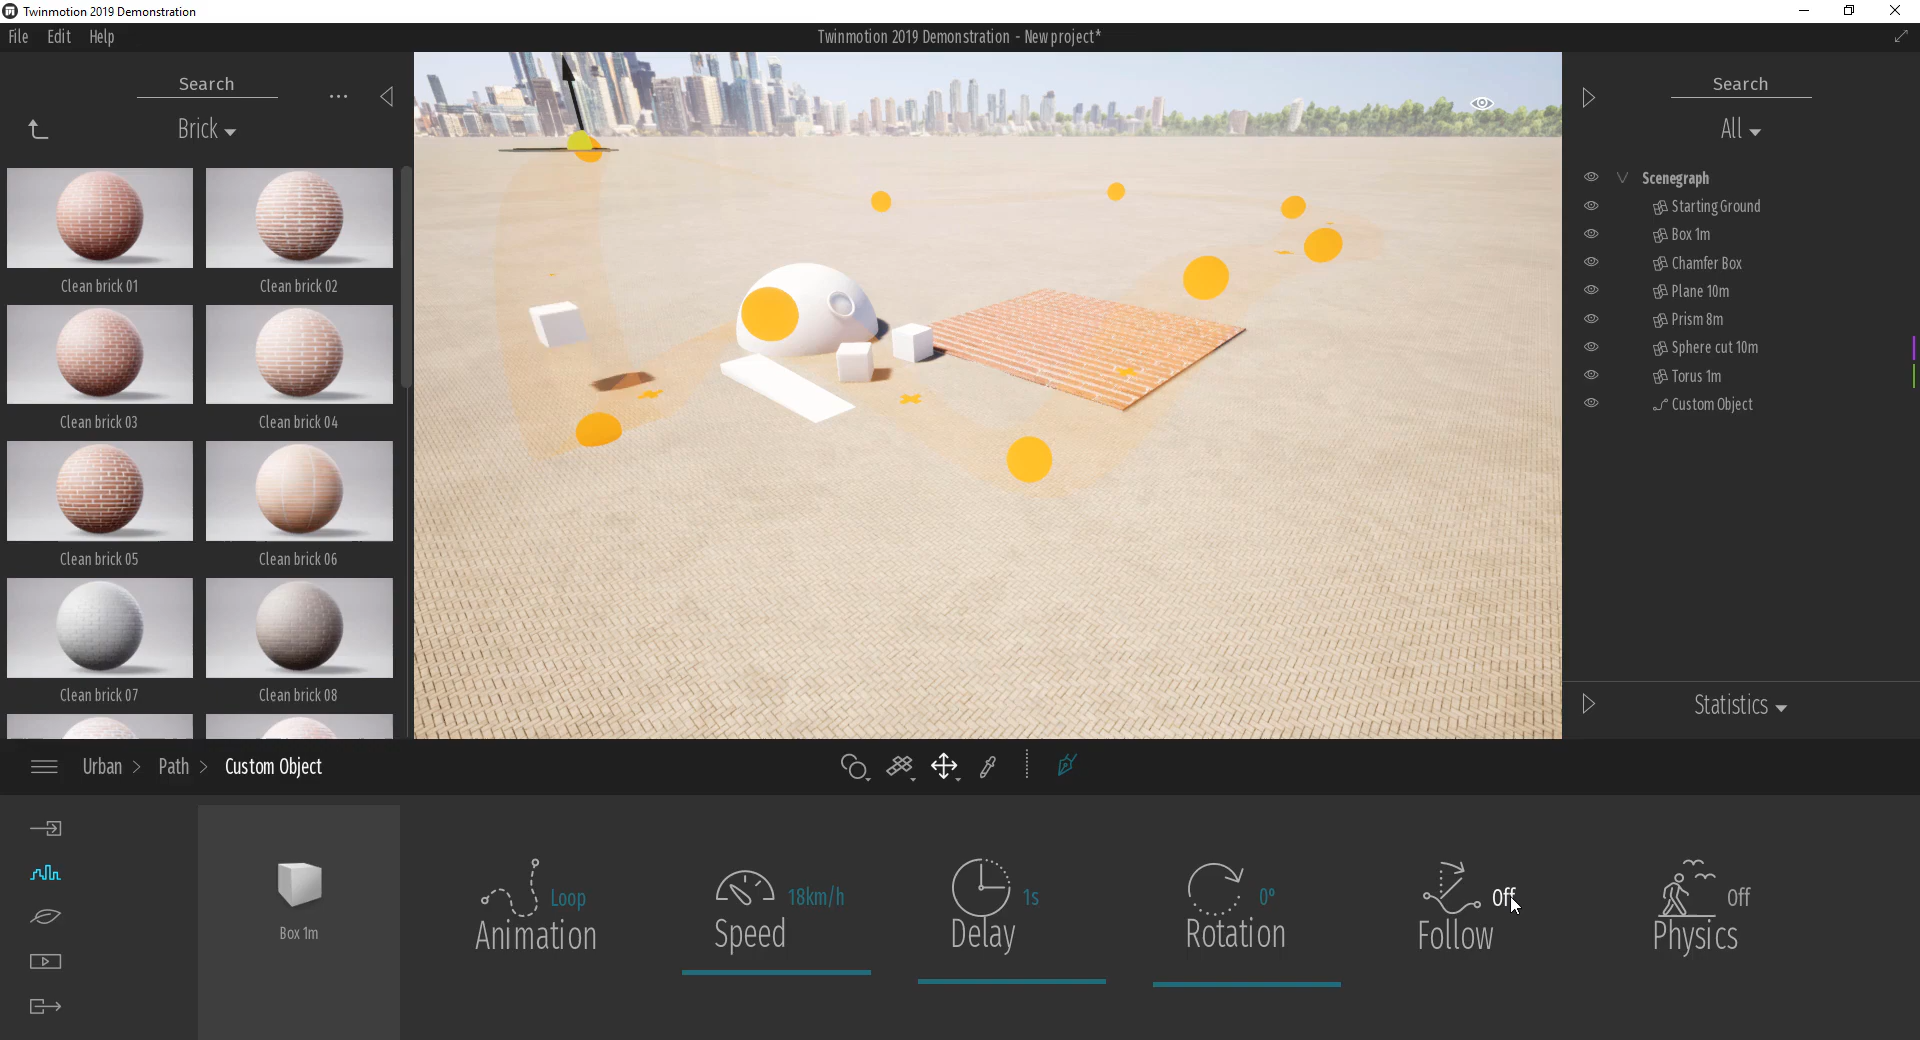 Twinmotion 2019 Demonstration
File Edit Help
Twinmotion 2019 Demonstration - New project*
Search
Brick
Clean brick 01
Clean brick 02
Clean brick 03
Clean brick 04
Clean brick 05
Clean brick 06
Clean brick 07
Clean brick 08
Search
All
Scenegraph
Starting Ground
Box 1m
Chamfer Box
Plane 10m
Prism 8m
Sphere cut 10m
Torus 1m
Custom Object
Statistics
Urban > Path > Custom Object
Box 1m
Loop
Animation
18km/h
Speed
1s
Delay
0°
Rotation
Off
Follow
Off
Physics